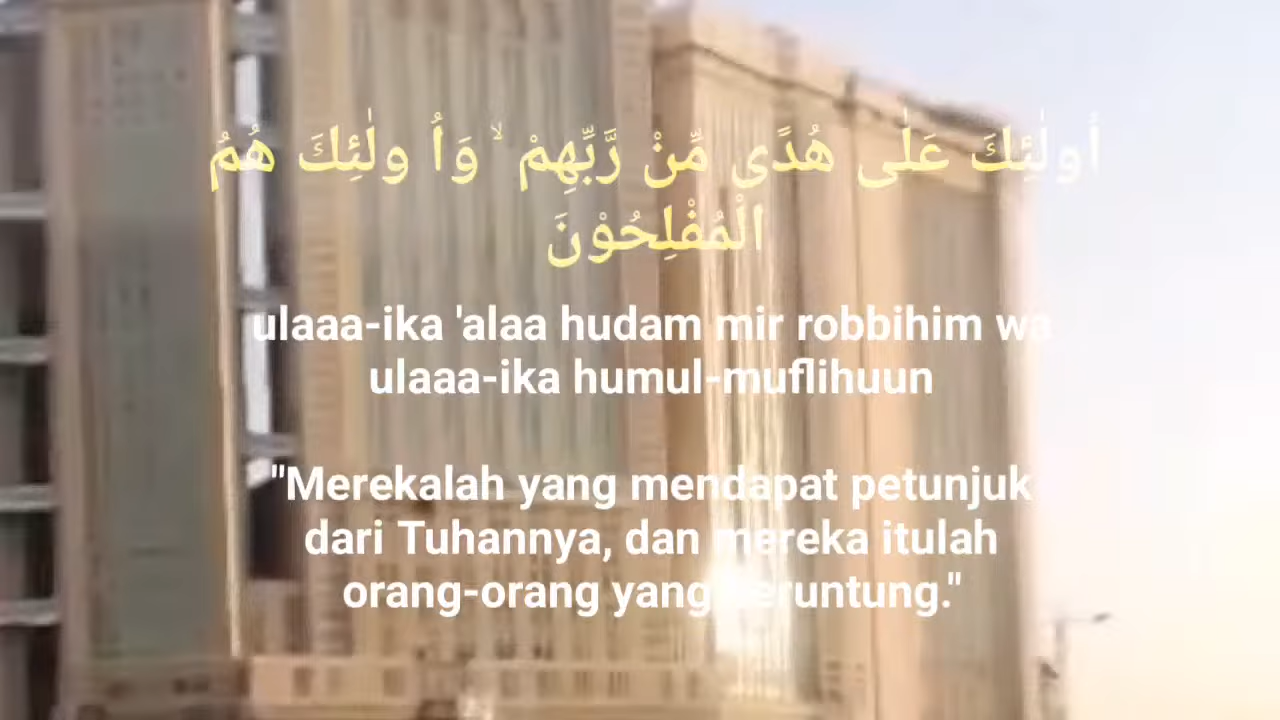 اُولٰٓئِكَ عَلٰى هُدًى مِّنْ رَّبِّهِمْ ۙ وَاُ ولٰٓئِكَ هُمُ
الْمُفْلِحُوْنَ
ulaaa-ika 'alaa hudam mir robbihim wa
ulaaa-ika humul-muflihuun
"Merekalah yang mendapat petunjuk
dari Tuhannya, dan mereka itulah
orang-orang yang beruntung."